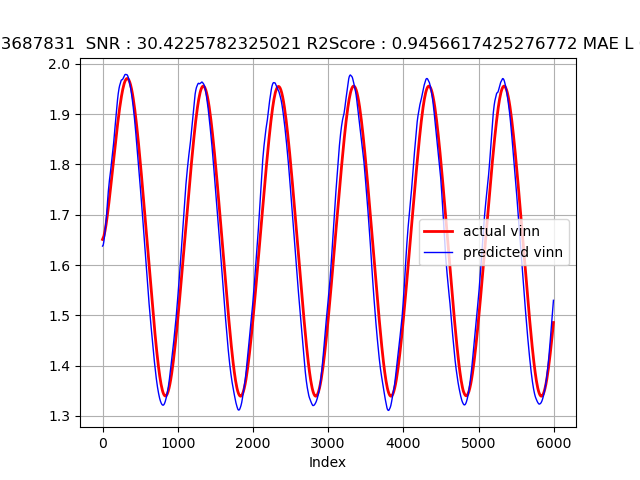 3687831 SNR : 30.4225782325021 R2Score : 0.9456617425276772 MAE L
2.0
1.9
1.8
1.7
1.6
1.5
1.4
1.3
actual vinn
predicted vinn
0 1000 2000 3000 4000 5000 6000
Index